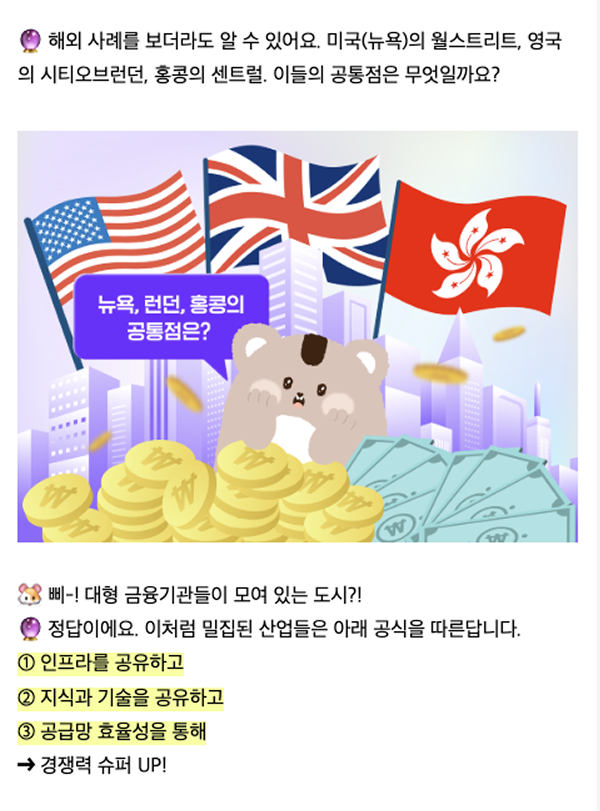 🔮 해외 사례를 보더라도 알 수 있어요. 미국(뉴욕)의 월스트리트, 영국
의 시티오브런던, 홍콩의 센트럴. 이들의 공통점은 무엇일까요?
뉴욕, 런던, 홍콩의
공통점은?
🐹 삐-! 대형 금융기관들이 모여 있는 도시?!
🔮 정답이에요. 이처럼 밀집된 산업들은 아래 공식을 따른답니다.
① 인프라를 공유하고
② 지식과 기술을 공유하고
③ 공급망 효율성을 통해
→ 경쟁력 슈퍼 UP!